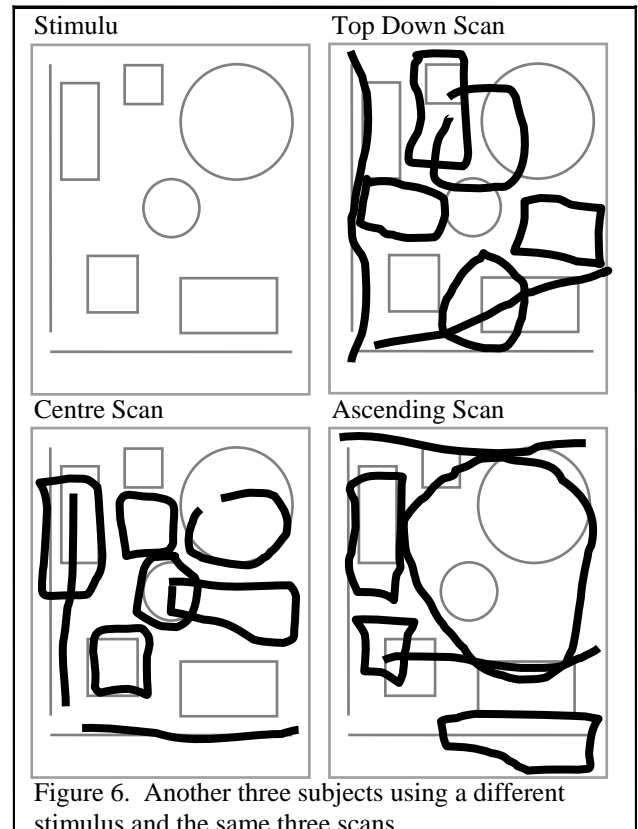 Stimulu
Top Down Scan
Centre Scan
Ascending Scan
Figure 6. Another three subjects using a different
stimulus and the same three scans